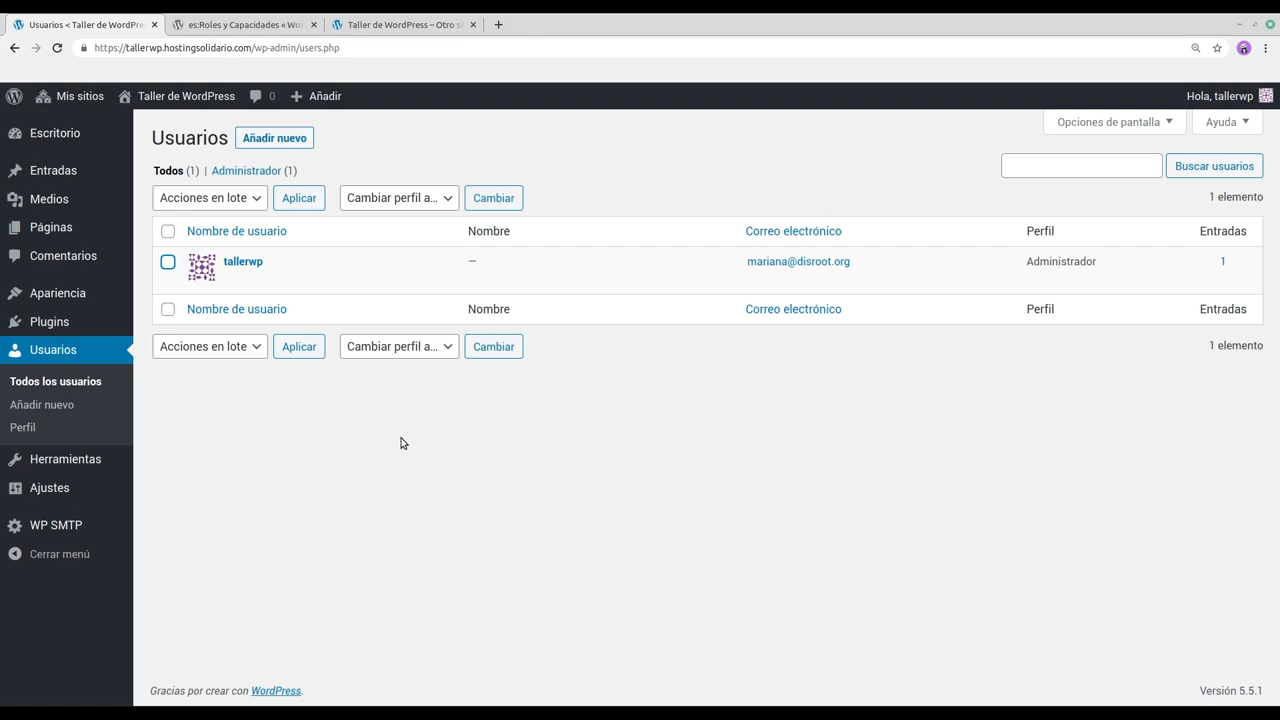 Usuarios < Taller de WordPre
es:Roles y Capacidades « Wo
Taller de WordPress – Otro s
https://tallerwp.hostingsolidario.com/wp-admin/users.php
Mis sitios
Taller de WordPress
0
Añadir
Hola, tallerwp
Escritorio
Entradas
Medios
Páginas
Comentarios
Apariencia
Plugins
Usuarios
Todos los usuarios
Añadir nuevo
Perfil
Herramientas
Ajustes
WP SMTP
Cerrar menú
Opciones de pantalla
Ayuda
Usuarios Añadir nuevo
Todos (1) | Administrador (1)
Buscar usuarios
Acciones en lote Aplicar Cambiar perfil a... Cambiar 1 elemento
Nombre de usuario Nombre Correo electrónico Perfil Entradas
tallerwp — mariana@disroot.org Administrador 1
Nombre de usuario Nombre Correo electrónico Perfil Entradas
Acciones en lote Aplicar Cambiar perfil a... Cambiar 1 elemento
Gracias por crear con WordPress. Versión 5.5.1